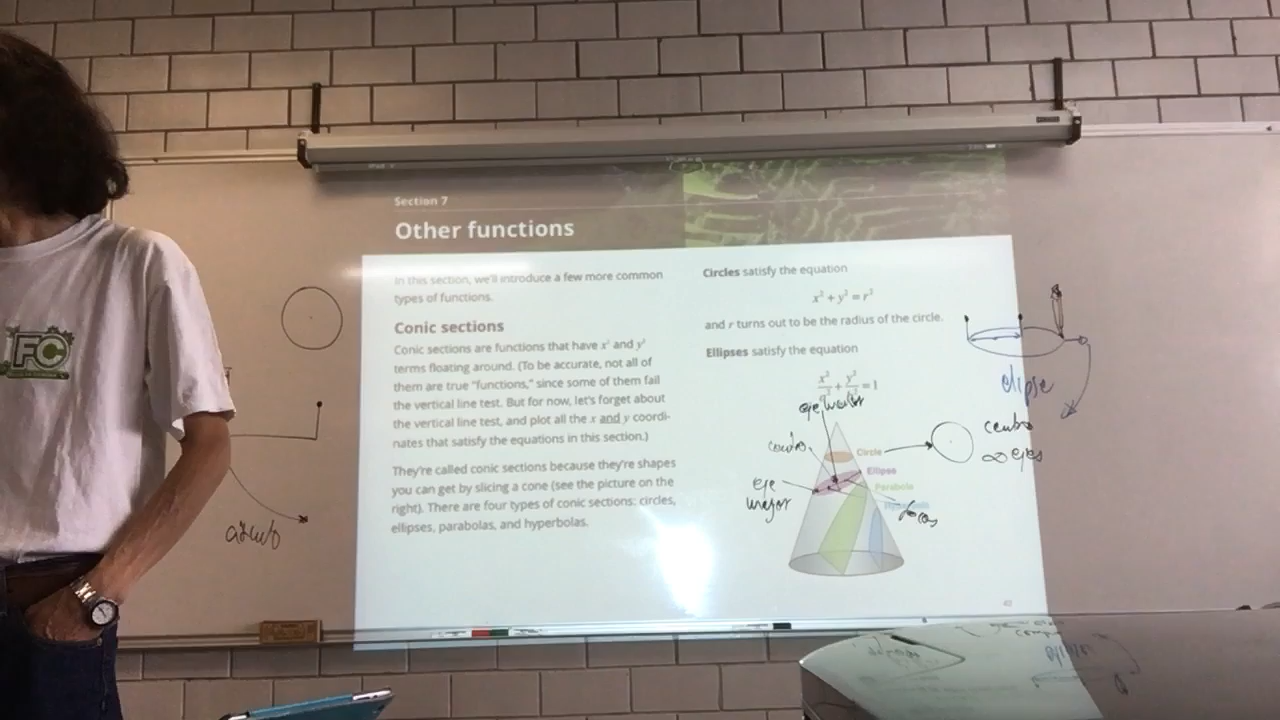 Section 7
Other functions
In this section, we'll introduce a few more common
types of functions.
Conic sections
Conic sections are functions that have x² and y²
terms floating around. (To be accurate, not all of
them are true "functions," since some of them fail
the vertical line test. But for now, let's forget about
the vertical line test, and plot all the x and y coordi-
nates that satisfy the equations in this section.)
They're called conic sections because they're shapes
you can get by slicing a cone (see the picture on the
right). There are four types of conic sections: circles,
ellipses, parabolas, and hyperbolas.
Circles satisfy the equation
x² + y² = r²
and r turns out to be the radius of the circle.
Ellipses satisfy the equation
Circle
Ellipse
Parabola
centro
elipse
FC